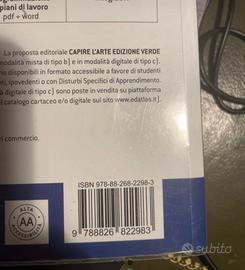 piani di lavoro
pdf + word
La proposta editoriale CAPIRE L'ARTE EDIZIONE VERDE
modalità mista di tipo b] e in modalità digitale di tipo c].
no disponibili in formato accessibile a favore di studenti
i, ipovedenti o con Disturbi Specifici di Apprendimento.
a digitale di tipo c] sono poste in vendita su piattaforma
l catalogo cartaceo e/o digitale sul sito www.edatlas.it].
ri commercio.
ISBN 978-88-268-2298-3
ALTA
AA
ACCESSIBILITÀ
9 788826 822983
subito